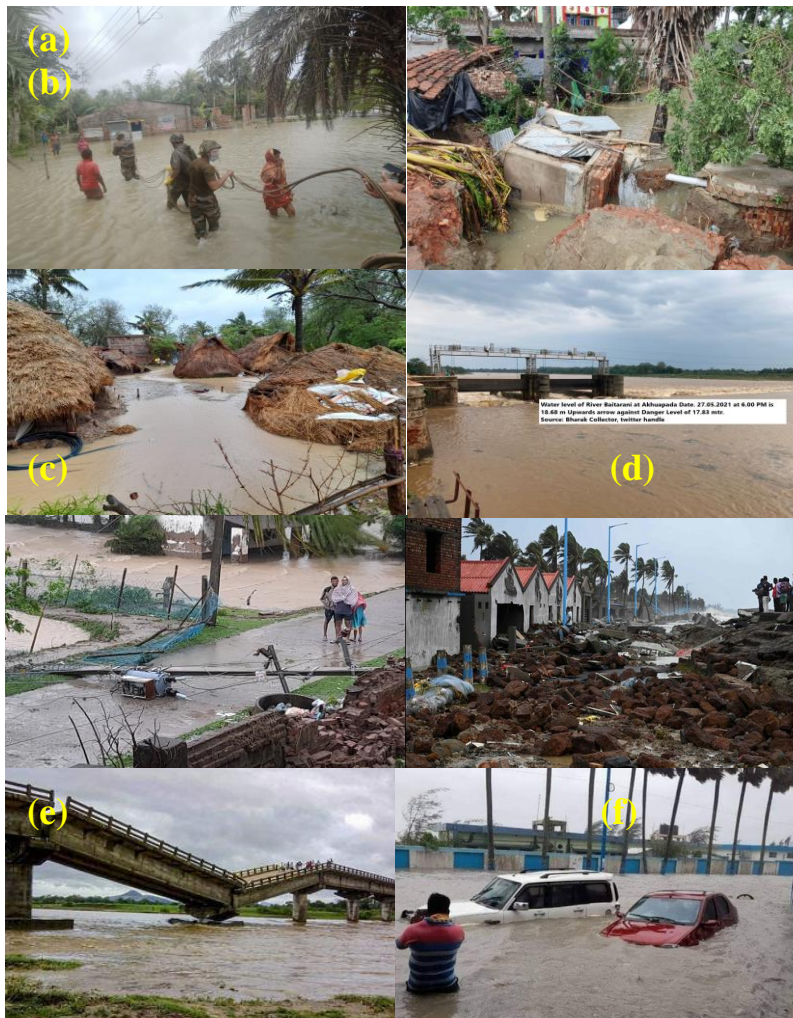 (a)
(b)
Water level of River Baitarani at Akhuapada Date. 27.05.2021 at 6.00 PM is
18.68 m Upwards arrow against Danger Level of 17.83 mtr.
Source: Bharak Collector, twitter handle
(c)
(d)
(e)
(f)